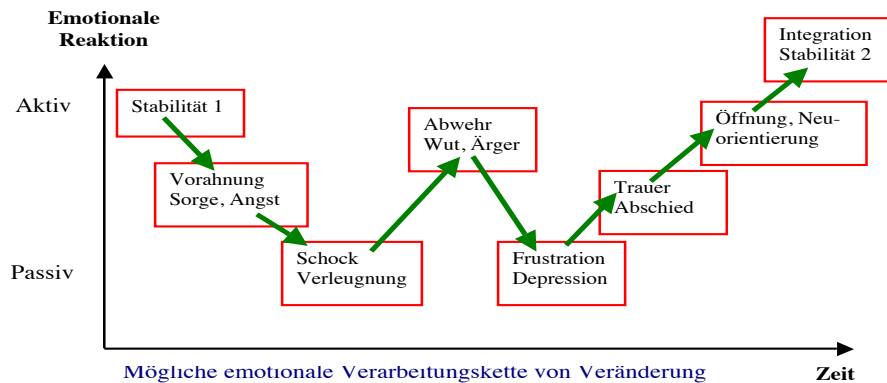 Emotionale
Reaktion
Integration
Stabilität 2
Aktiv
Stabilität 1
Abwehr
Wut, Ärger
Öffnung, Neu-
orientierung
Vorahnung
Sorge, Angst
Trauer
Abschied
Passiv
Schock
Verleugnung
Frustration
Depression
Mögliche emotionale Verarbeitungskette von Veränderung
Zeit